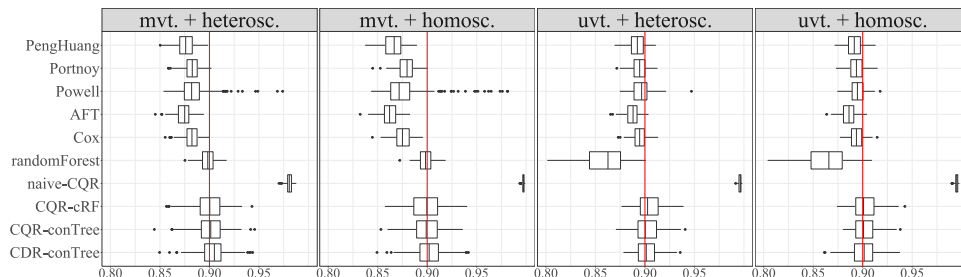 mvt. + heterosc. mvt. + homosc. uvt. + heterosc. uvt. + homosc.
PengHuang
Portnoy
Powell
AFT
Cox
randomForest
naive-CQR
CQR-cRF
CQR-conTree
CDR-conTree
0.80 0.85 0.90 0.95 0.80 0.85 0.90 0.95 0.80 0.85 0.90 0.95 0.80 0.85 0.90 0.95